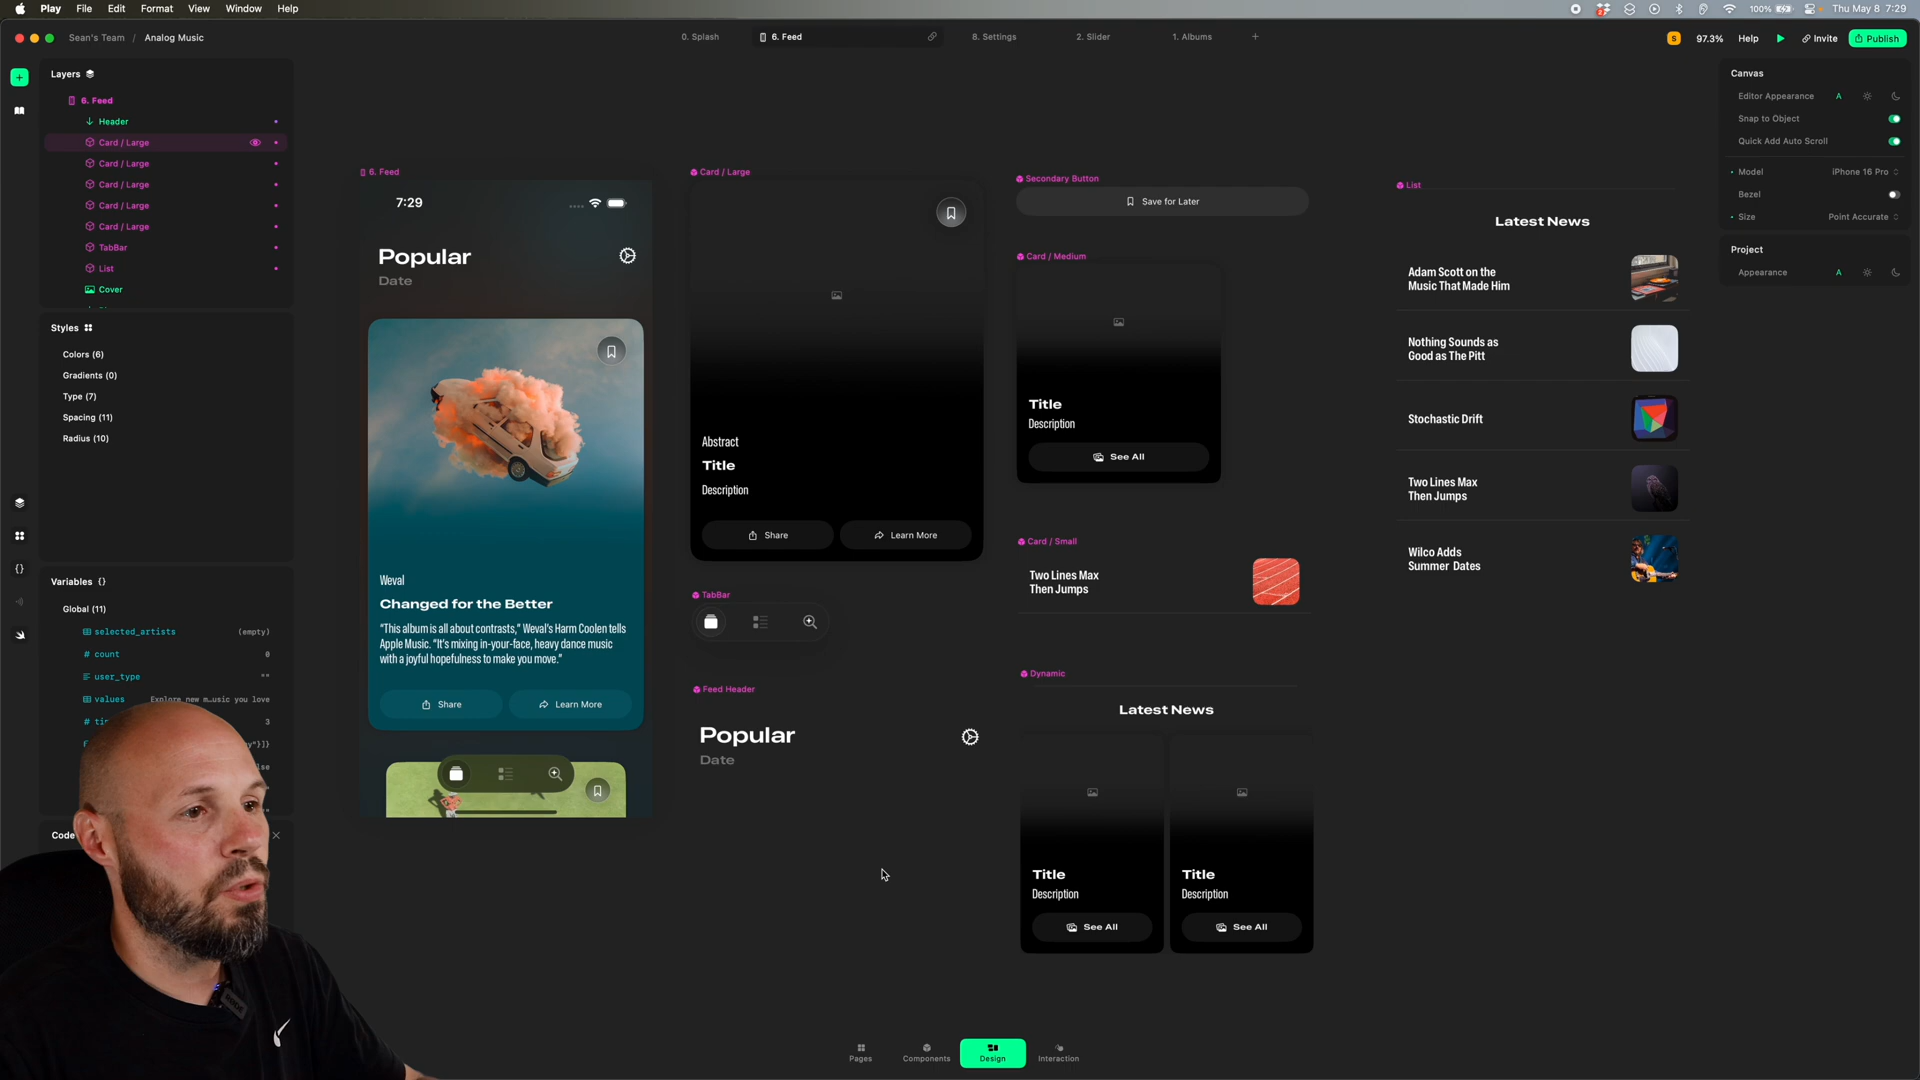 Play File Edit Format View Window Help
100% Thu May 8 7:29
Sean's Team / Analog Music
0. Splash
6. Feed
8. Settings
2. Slider
1. Albums
S 97.3% Help Invite Publish
Layers
6. Feed
Header
Card / Large
Card / Large
Card / Large
Card / Large
Card / Large
TabBar
List
Cover
Styles
Colors (6)
Gradients (0)
Type (7)
Spacing (11)
Radius (10)
Variables {}
Global (11)
selected_artists (empty)
# count 0
user_type ""
values Explore new m…usic you love
3
Code
6. Feed
7:29
Popular
Date
Weval
Changed for the Better
“This album is all about contrasts,” Weval’s Harm Coolen tells
Apple Music. “It’s mixing in-your-face, heavy dance music
with a joyful hopefulness to make you move.”
Share
Learn More
Card / Large
Abstract
Title
Description
Share
Learn More
TabBar
Feed Header
Popular
Date
Secondary Button
Save for Later
Card / Medium
Title
Description
See All
Card / Small
Two Lines Max
Then Jumps
Dynamic
Latest News
Title
Description
See All
Title
Description
See All
List
Latest News
Adam Scott on the
Music That Made Him
Nothing Sounds as
Good as The Pitt
Stochastic Drift
Two Lines Max
Then Jumps
Wilco Adds
Summer Dates
Canvas
Editor Appearance A
Snap to Object
Quick Add Auto Scroll
Model iPhone 16 Pro
Bezel
Size Point Accurate
Project
Appearance A
Pages
Components
Design
Interaction